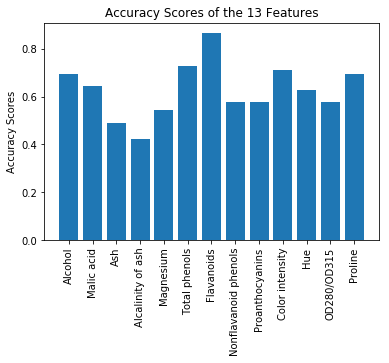 Accuracy Scores of the 13 Features
Accuracy Scores
0.8
0.6
0.4
0.2
0.0
Alcohol
Malic acid
Ash
Alcalinity of ash
Magnesium
Total phenols
Flavanoids
Nonflavanoid phenols
Proanthocyanins
Color intensity
Hue
OD280/OD315
Proline